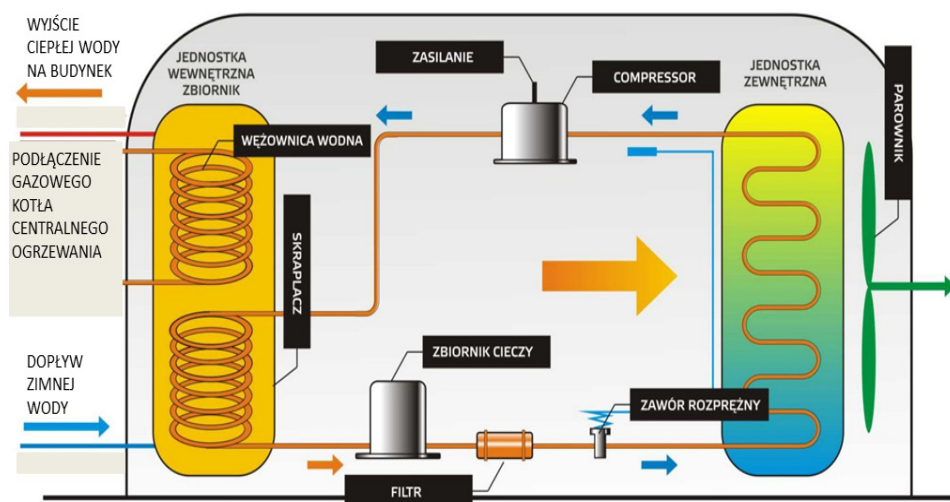 WYJŚCIE
CIEPŁEJ WODY
NA BUDYNEK
JEDNOSTKA
WEWNĘTRZNA
ZBIORNIK
ZASILANIE
COMPRESSOR
JEDNOSTKA
ZEWNĘTRZNA
PAROWNIK
WĘŻOWNICA WODNA
PODŁĄCZENIE
GAZOWEGO
KOTŁA
CENTRALNEGO
OGRZEWANIA
SKRAPLACZ
ZBIORNIK CIECZY
DOPŁYW
ZIMNEJ
WODY
ZAWÓR ROZPRĘŻNY
FILTR